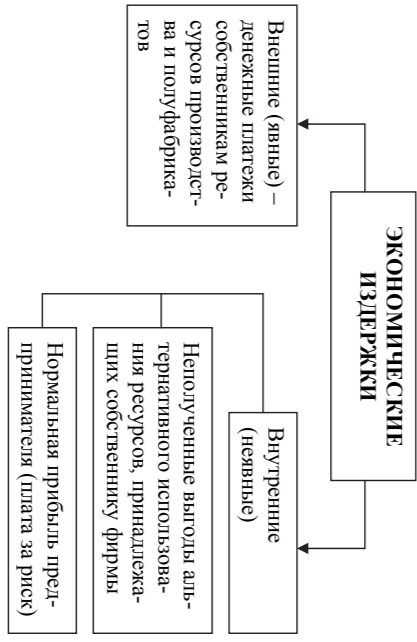 ЭКОНОМИЧЕСКИЕ
ИЗДЕРЖКИ
Внешние (явные) –
денежные платежи
собственникам ре-
сурсов производст-
ва и полуфабрика-
тов
Внутренние
(неявные)
Неполученные выгоды аль-
тернативного использова-
ния ресурсов, принадлежа-
щих собственнику фирмы
Нормальная прибыль пред-
принимателя (плата за риск)